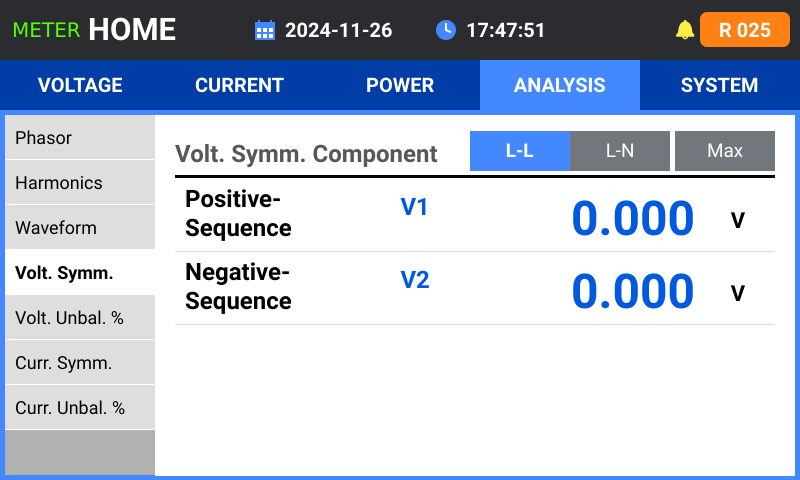 METER HOME 2024-11-26 17:47:51 R 025
VOLTAGE CURRENT POWER ANALYSIS SYSTEM
Phasor
Harmonics
Waveform
Volt. Symm.
Volt. Unbal. %
Curr. Symm.
Curr. Unbal. %
Volt. Symm. Component L-L L-N Max
Positive-
Sequence V1 0.000 V
Negative-
Sequence V2 0.000 V